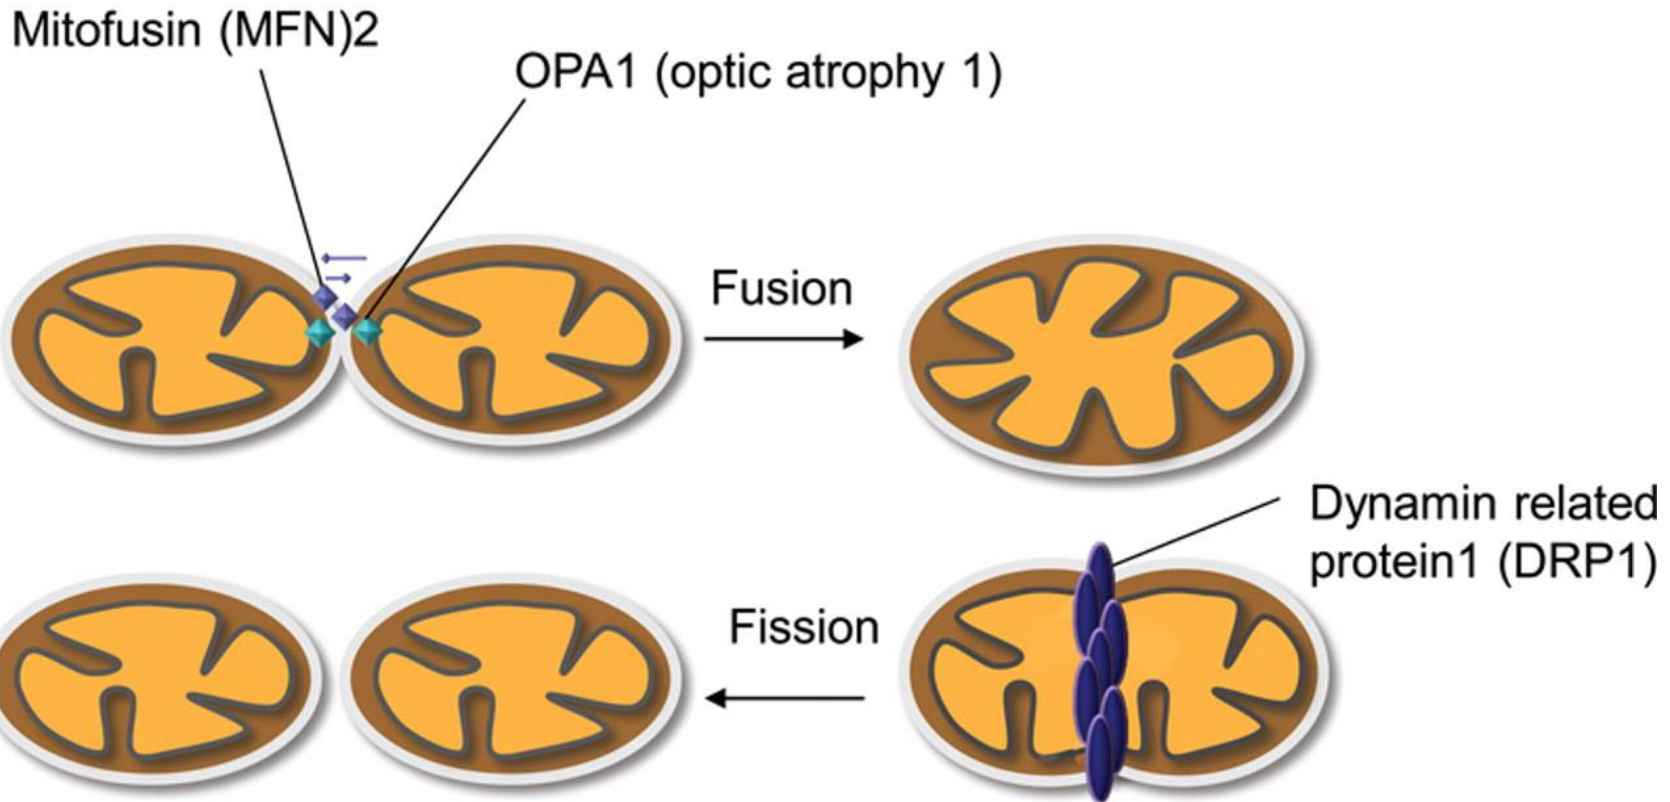 Mitofusin (MFN)2
OPA1 (optic atrophy 1)
Fusion
Dynamin related
protein1 (DRP1)
Fission